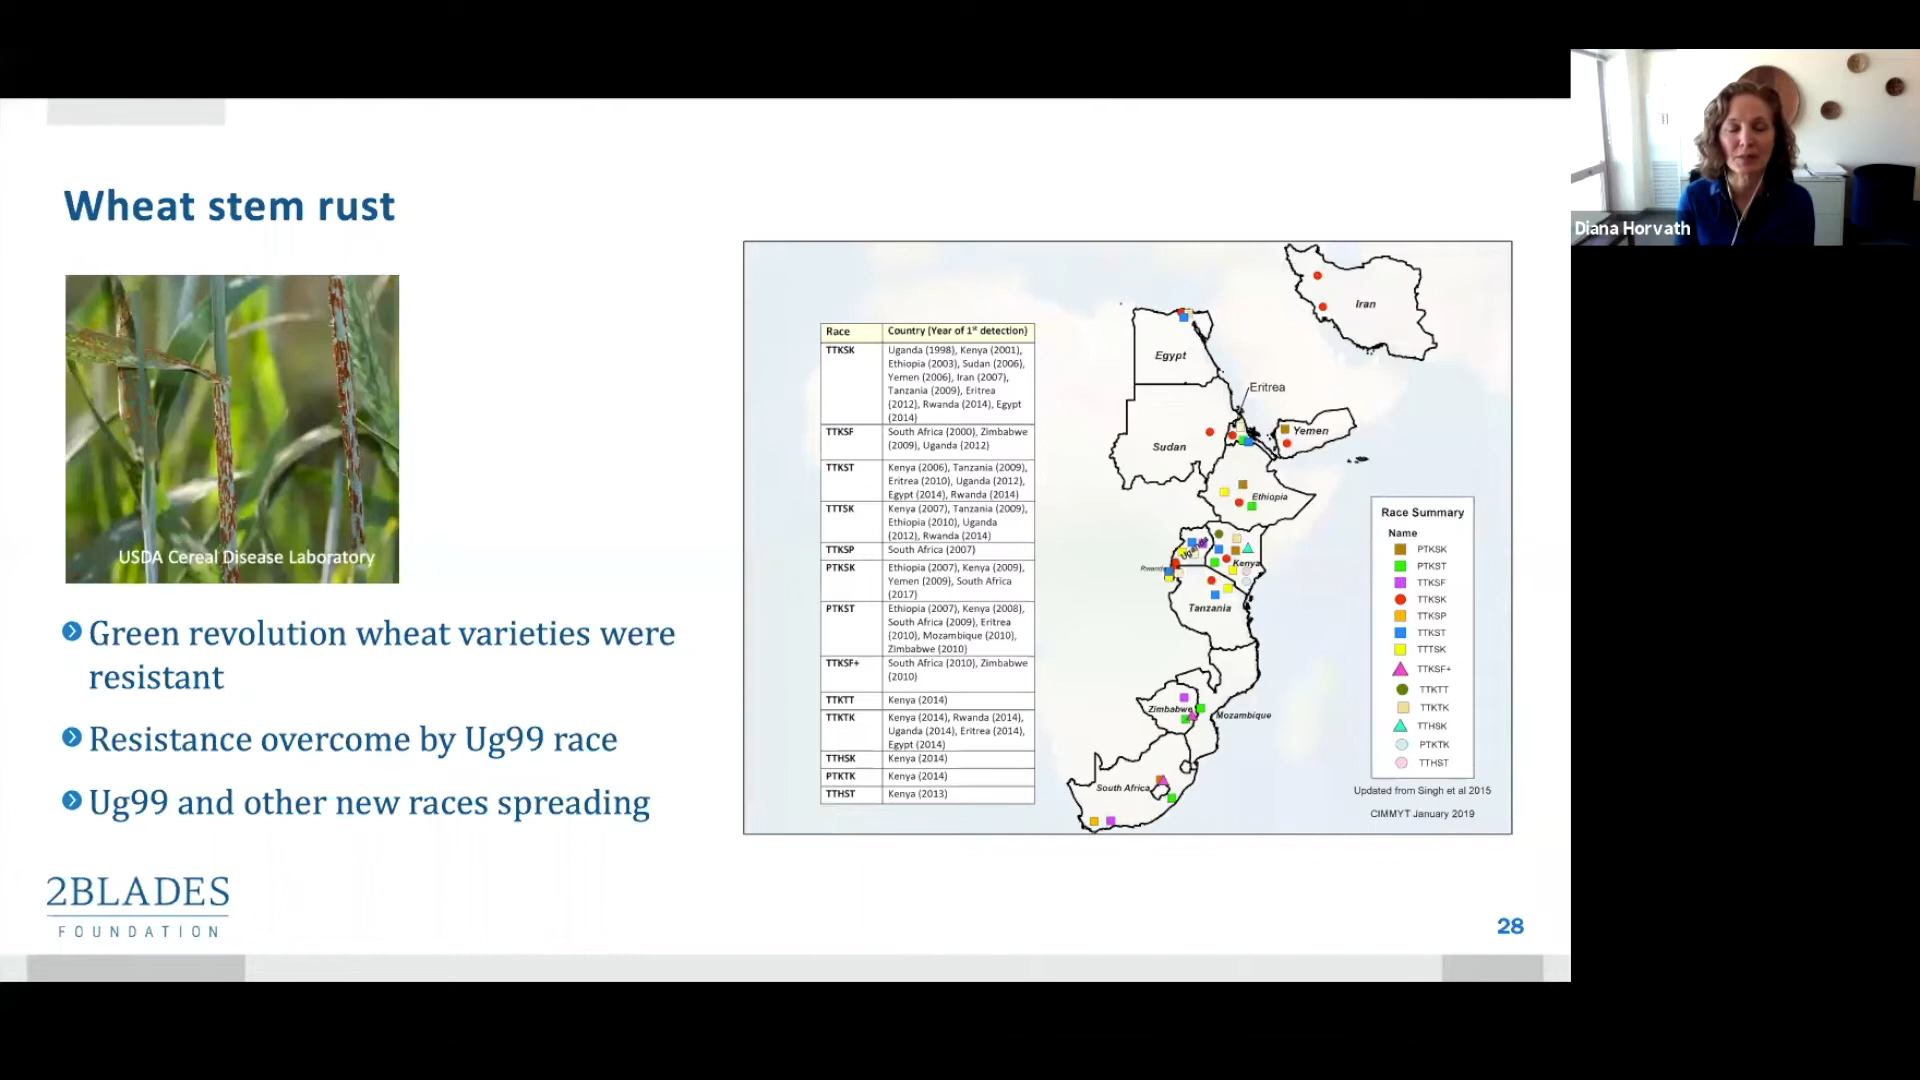 Wheat stem rust
USDA Cereal Disease Laboratory
Green revolution wheat varieties were
resistant
Resistance overcome by Ug99 race
Ug99 and other new races spreading
2BLADES
FOUNDATION
Race Country (Year of 1st detection)
TTKSK Uganda (1998), Kenya (2001),
Ethiopia (2003), Sudan (2006),
Yemen (2006), Iran (2007),
Tanzania (2009), Eritrea
(2012), Rwanda (2014), Egypt
(2014)
TTKSF South Africa (2000), Zimbabwe
(2009), Uganda (2012)
TTKST Kenya (2006), Tanzania (2009),
Eritrea (2010), Uganda (2012),
Egypt (2014), Rwanda (2014)
TTTSK Kenya (2007), Tanzania (2009),
Ethiopia (2010), Uganda
(2012), Rwanda (2014)
TTKSP South Africa (2007)
PTKSK Ethiopia (2007), Kenya (2009),
Yemen (2009), South Africa
(2017)
PTKST Ethiopia (2007), Kenya (2008),
South Africa (2009), Eritrea
(2010), Mozambique (2010),
Zimbabwe (2010)
TTKSF+ South Africa (2010), Zimbabwe
(2010)
TTKTT Kenya (2014)
TTKTK Kenya (2014), Rwanda (2014),
Uganda (2014), Eritrea (2014),
Egypt (2014)
TTHSK Kenya (2014)
PTKTK Kenya (2014)
TTHST Kenya (2013)
Iran
Egypt
Eritrea
Yemen
Sudan
Ethiopia
Uganda
Kenya
Rwanda
Tanzania
Zimbabwe
Mozambique
South Africa
Race Summary
Name
PTKSK
PTKST
TTKSF
TTKSK
TTKSP
TTKST
TTTSK
TTKSF+
TTKTT
TTKTK
TTHSK
PTKTK
TTHST
Updated from Singh et al 2015
CIMMYT January 2019
28
Diana Horvath